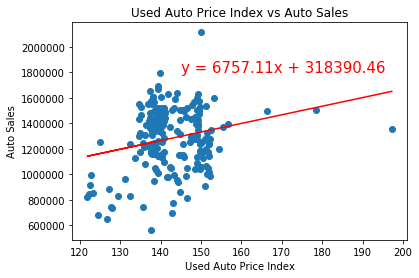 Used Auto Price Index vs Auto Sales
y = 6757.11x + 318390.46
Auto Sales
2000000
1800000
1600000
1400000
1200000
1000000
800000
600000
120 130 140 150 160 170 180 190 200
Used Auto Price Index